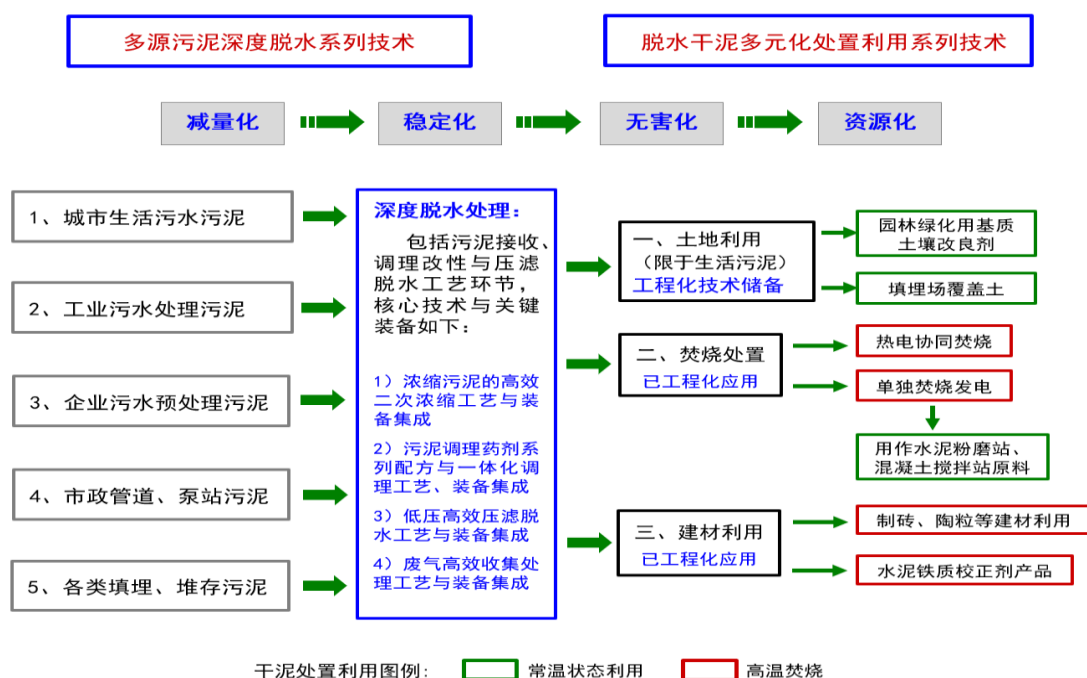 多源污泥深度脱水系列技术
脱水干泥多元化处置利用系列技术
减量化
稳定化
无害化
资源化
1、城市生活污水污泥
2、工业污水处理污泥
3、企业污水预处理污泥
4、市政管道、泵站污泥
5、各类填埋、堆存污泥
深度脱水处理：
包括污泥接收、
调理改性与压滤
脱水工艺环节，
核心技术与关键
装备如下：
1）浓缩污泥的高效
二次浓缩工艺与装
备集成
2）污泥调理药剂系
列配方与一体化调
理工艺、装备集成
3）低压高效压滤脱
水工艺与装备集成
4）废气高效收集处
理工艺与装备集成
一、土地利用
（限于生活污泥）
工程化技术储备
二、焚烧处置
已工程化应用
三、建材利用
已工程化应用
园林绿化用基质
土壤改良剂
填埋场覆盖土
热电协同焚烧
单独焚烧发电
用作水泥粉磨站、
混凝土搅拌站原料
制砖、陶粒等建材利用
水泥铁质校正剂产品
干泥处置利用图例：
常温状态利用
高温焚烧